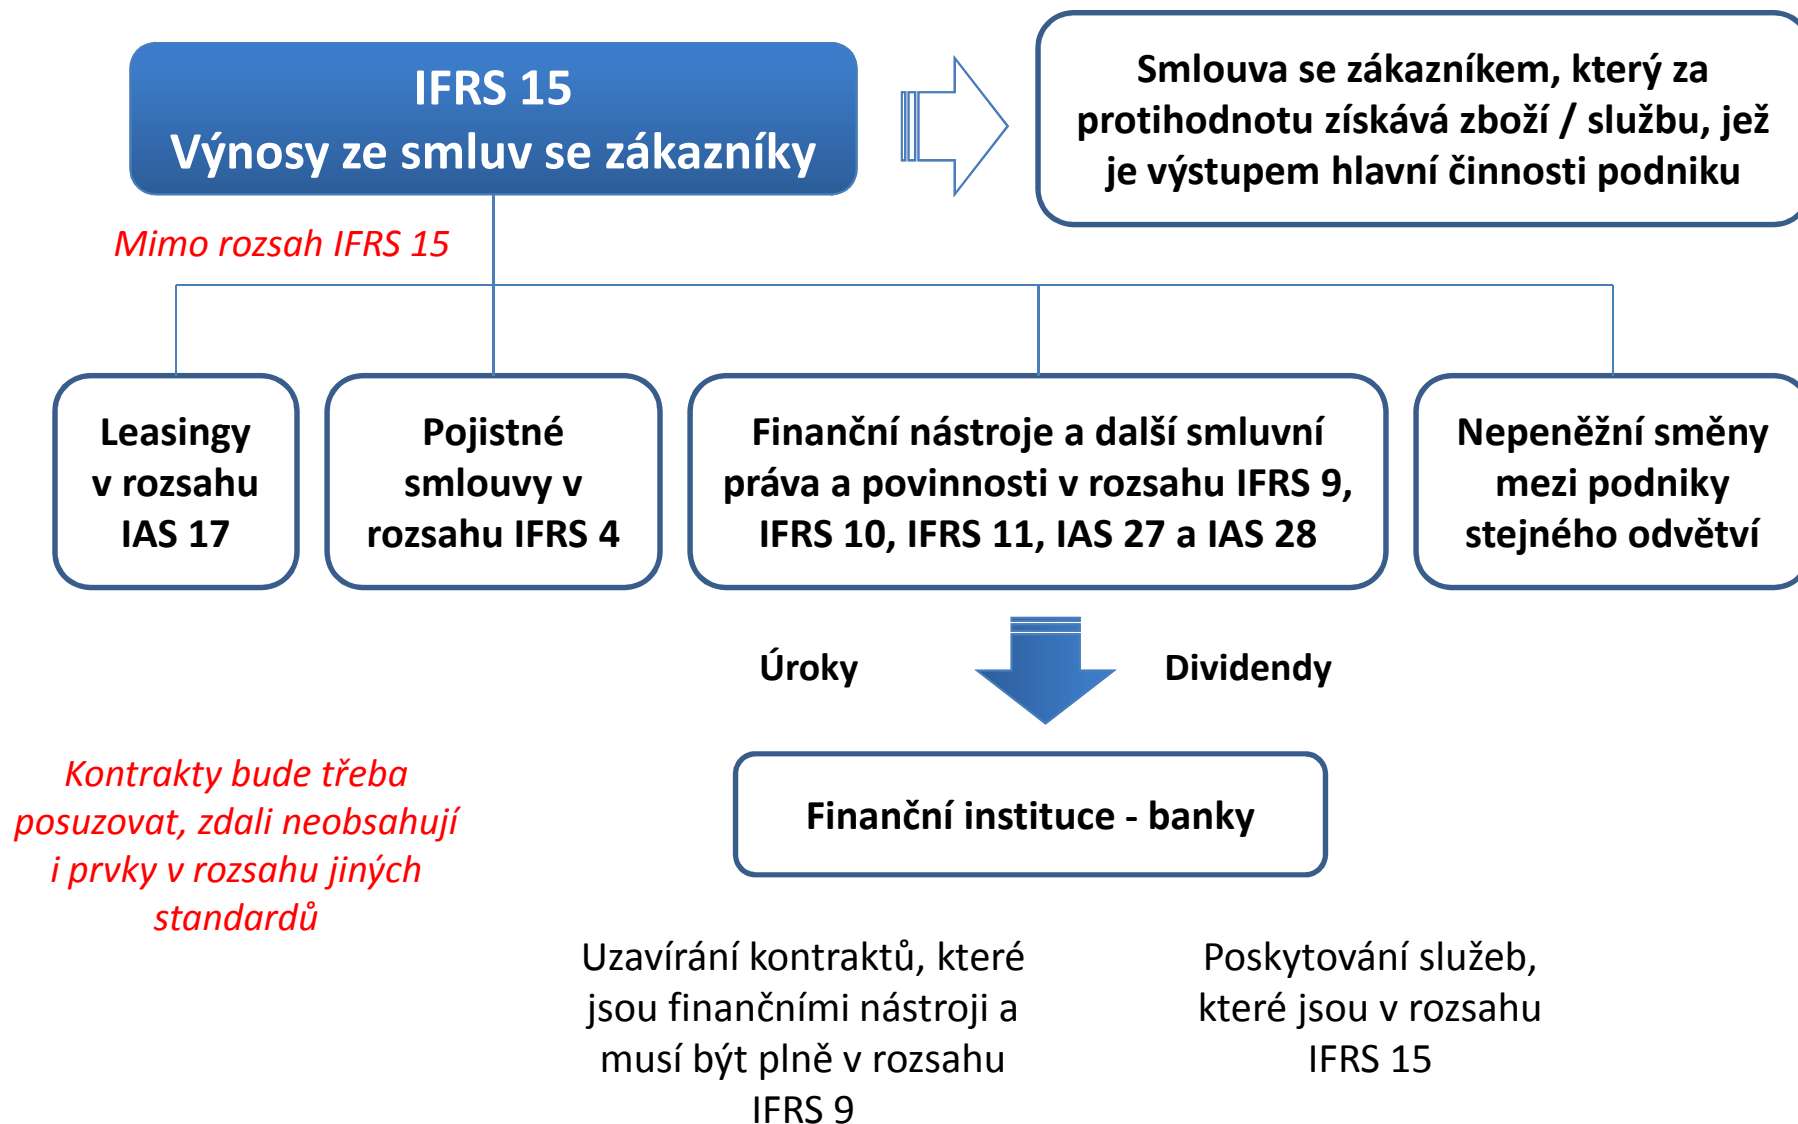 IFRS 15
Výnosy ze smluv se zákazníky
Smlouva se zákazníkem, který za
protihodnotu získává zboží / službu, jež
je výstupem hlavní činnosti podniku
Mimo rozsah IFRS 15
Leasingy
v rozsahu
IAS 17
Pojistné
smlouvy v
rozsahu IFRS 4
Finanční nástroje a další smluvní
práva a povinnosti v rozsahu IFRS 9,
IFRS 10, IFRS 11, IAS 27 a IAS 28
Nepeněžní směny
mezi podniky
stejného odvětví
Úroky
Dividendy
Kontrakty bude třeba
posuzovat, zdali neobsahují
i prvky v rozsahu jiných
standardů
Finanční instituce - banky
Uzavírání kontraktů, které
jsou finančními nástroji a
musí být plně v rozsahu
IFRS 9
Poskytování služeb,
které jsou v rozsahu
IFRS 15